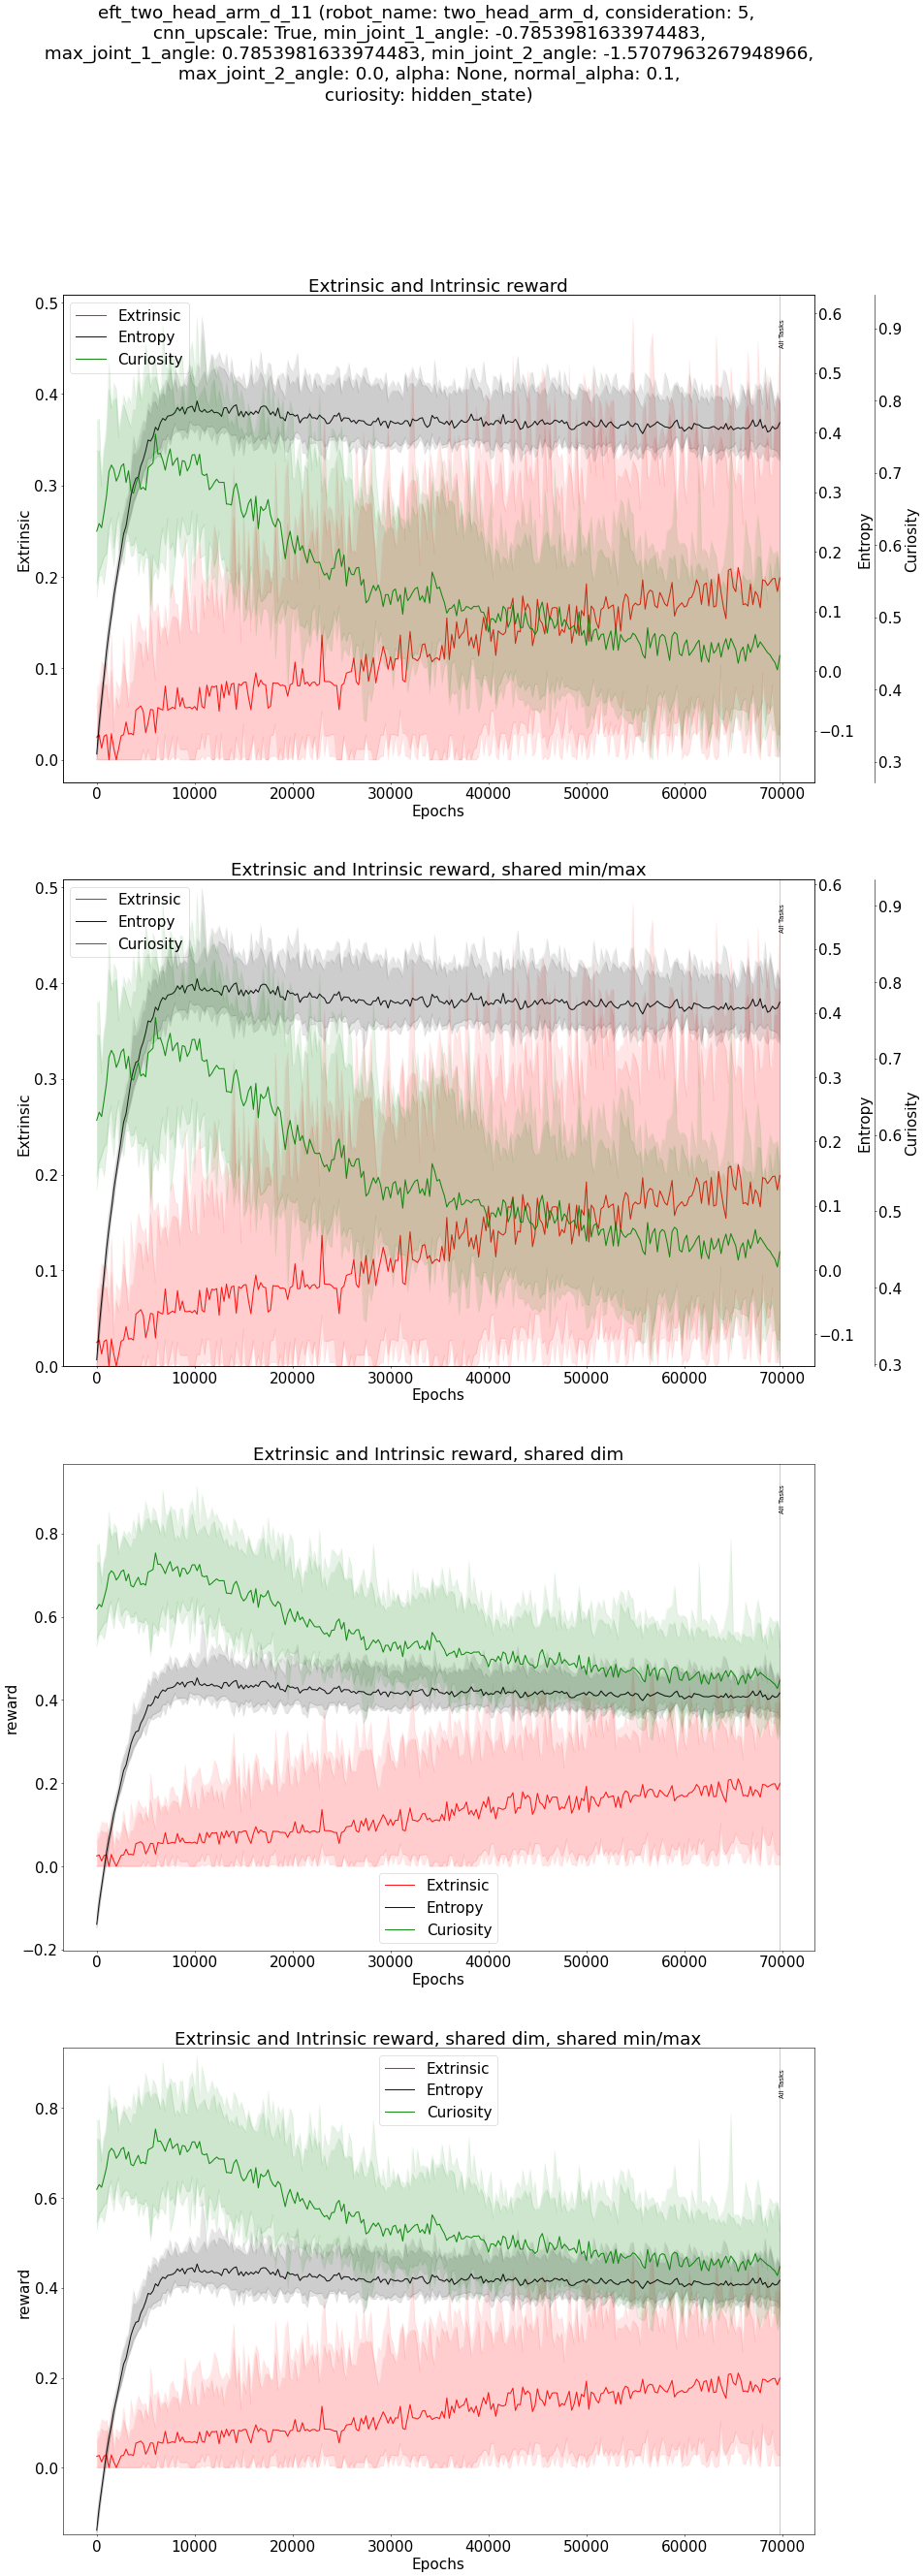 eft_two_head_arm_d_11 (robot_name: two_head_arm_d, consideration: 5,
cnn_upscale: True, min_joint_1_angle: -0.7853981633974483,
max_joint_1_angle: 0.7853981633974483, min_joint_2_angle: -1.5707963267948966,
max_joint_2_angle: 0.0, alpha: None, normal_alpha: 0.1,
curiosity: hidden_state)
Extrinsic and Intrinsic reward
Extrinsic
Entropy
Curiosity
All Tasks
0.5
0.4
0.3
0.2
0.1
0.0
Extrinsic
0.6
0.5
0.4
0.3
0.2
0.1
0.0
−0.1
Entropy
0.9
0.8
0.7
0.6
0.5
0.4
0.3
Curiosity
0 10000 20000 30000 40000 50000 60000 70000
Epochs
Extrinsic and Intrinsic reward, shared min/max
Extrinsic
Entropy
Curiosity
All Tasks
0.5
0.4
0.3
0.2
0.1
0.0
Extrinsic
0.6
0.5
0.4
0.3
0.2
0.1
0.0
−0.1
Entropy
0.9
0.8
0.7
0.6
0.5
0.4
0.3
Curiosity
0 10000 20000 30000 40000 50000 60000 70000
Epochs
Extrinsic and Intrinsic reward, shared dim
All Tasks
0.8
0.6
0.4
0.2
0.0
−0.2
reward
Extrinsic
Entropy
Curiosity
0 10000 20000 30000 40000 50000 60000 70000
Epochs
Extrinsic and Intrinsic reward, shared dim, shared min/max
Extrinsic
Entropy
Curiosity
All Tasks
0.8
0.6
0.4
0.2
0.0
reward
0 10000 20000 30000 40000 50000 60000 70000
Epochs